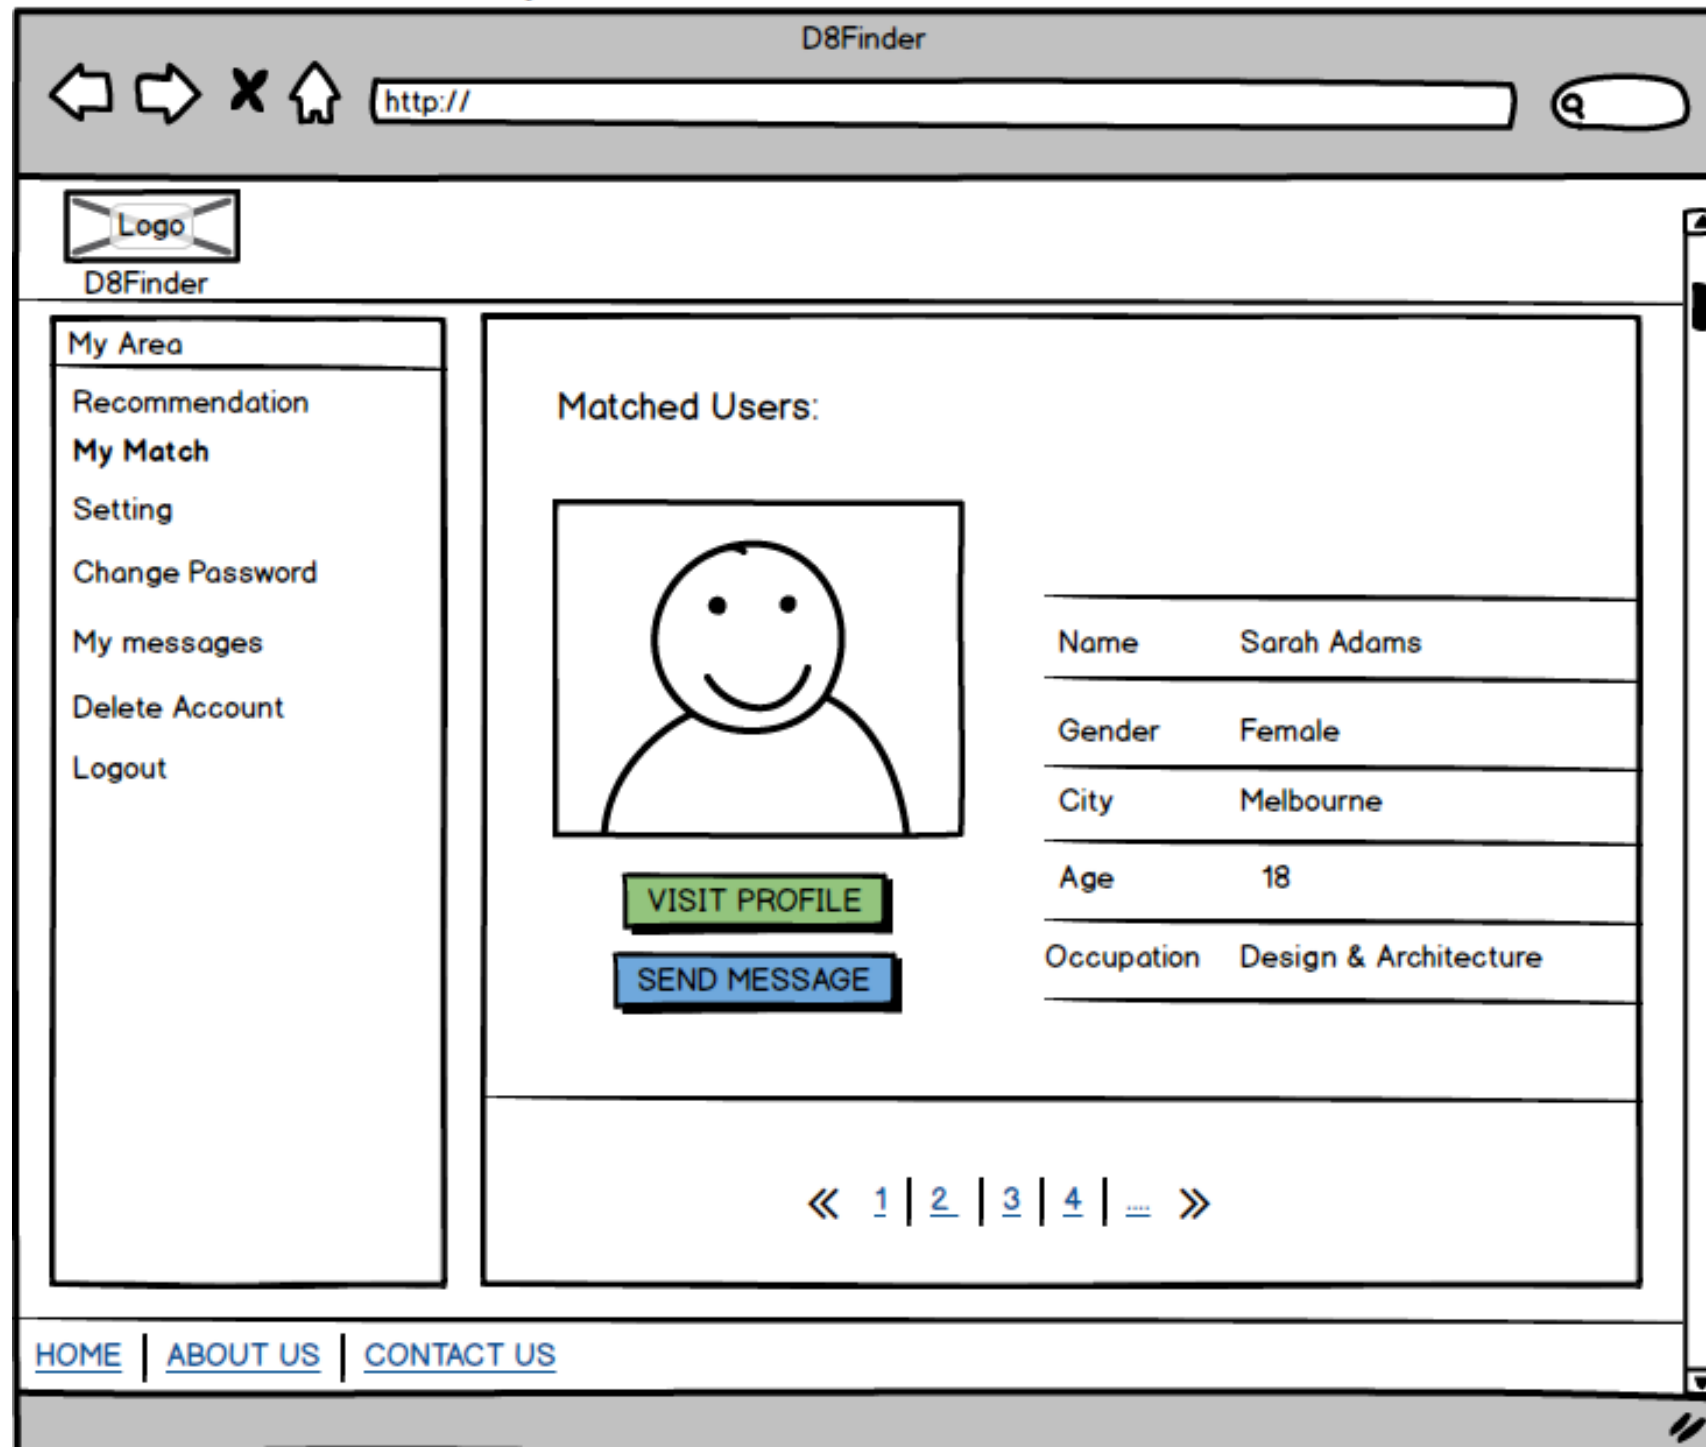 D8Finder
http://
Logo
D8Finder
My Area
Recommendation
My Match
Setting
Change Password
My messages
Delete Account
Logout
Matched Users:
VISIT PROFILE
SEND MESSAGE
Name Sarah Adams
Gender Female
City Melbourne
Age 18
Occupation Design & Architecture
1 | 2 | 3 | 4 | ....
HOME | ABOUT US | CONTACT US